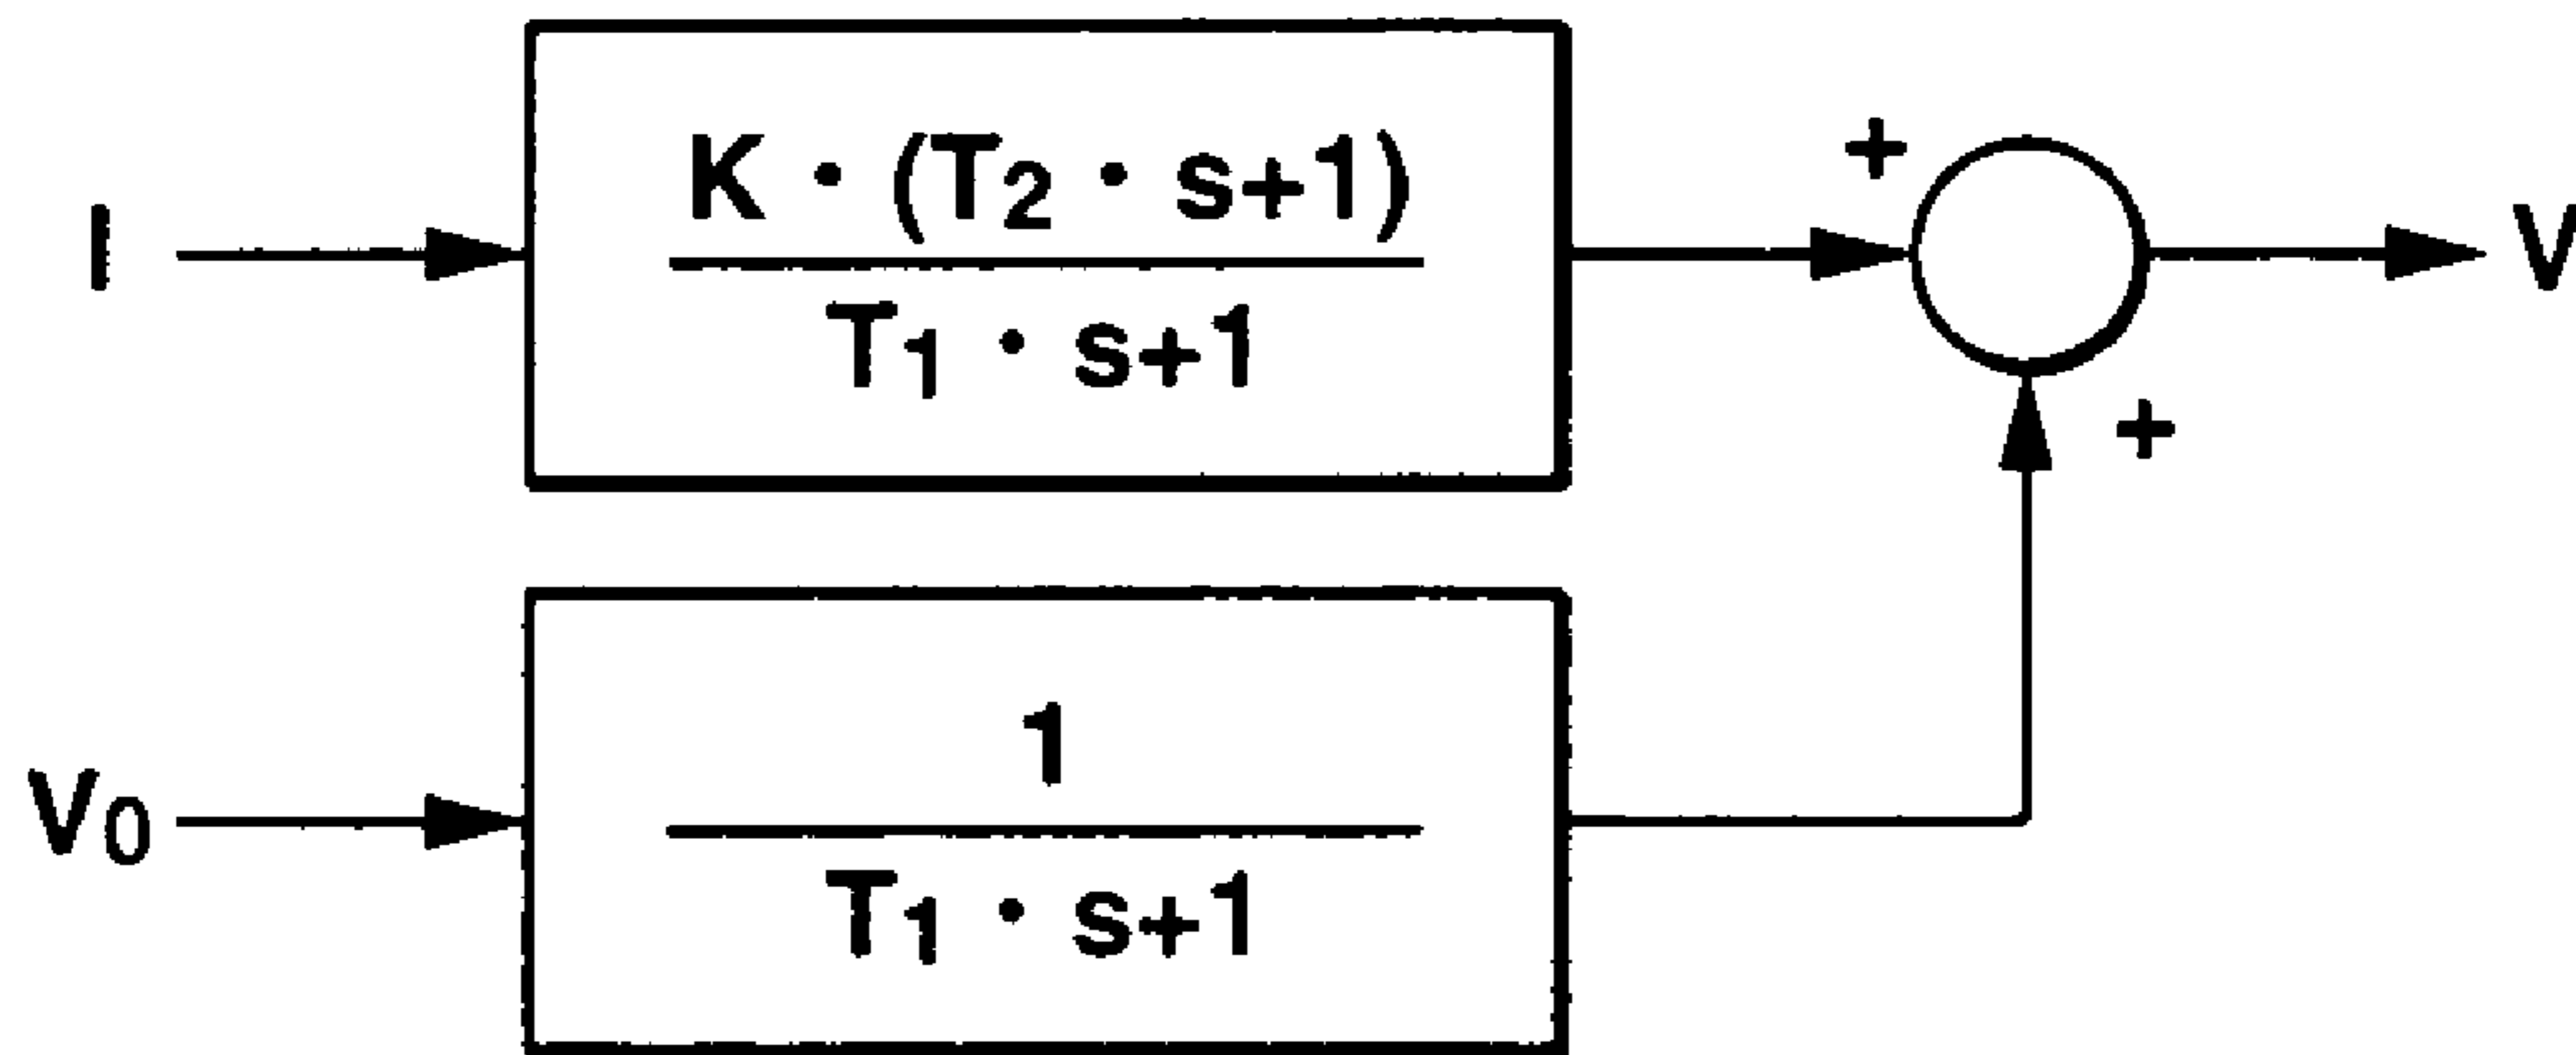 K · (T2 · s+1)
T1 · s+1
I
+
V
+
1
T1 · s+1
V0